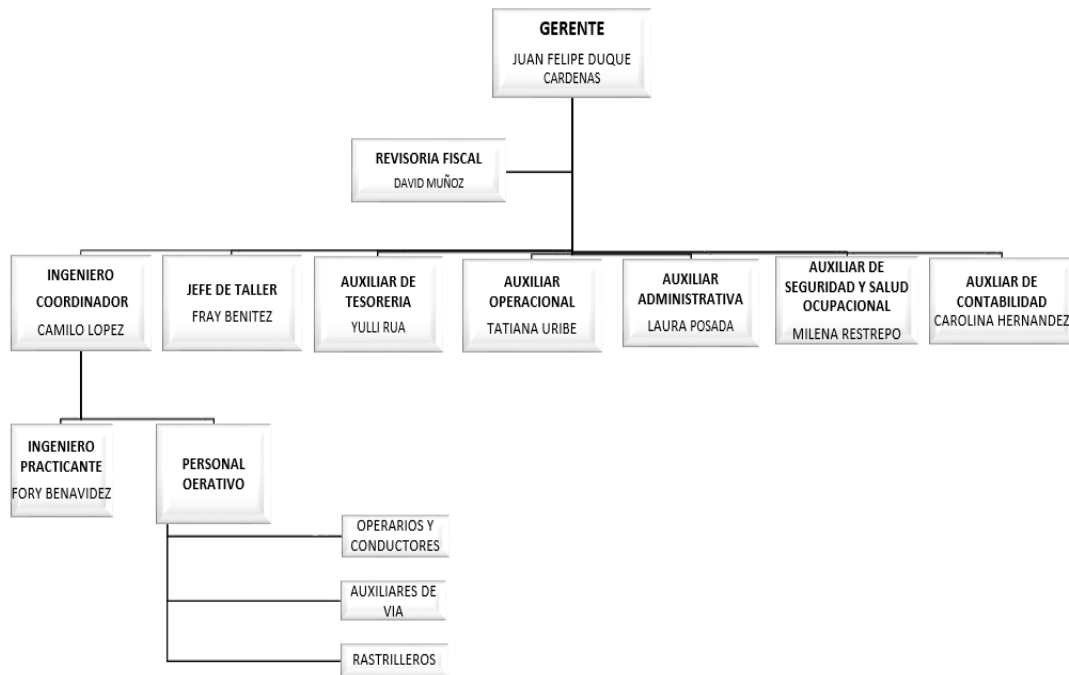 GERENTE
JUAN FELIPE DUQUE
CARDENAS
REVISORIA FISCAL
DAVID MUÑOZ
INGENIERO
COORDINADOR
CAMILO LOPEZ
JEFE DE TALLER
FRAY BENITEZ
AUXILIAR DE
TESORERIA
YULLI RUA
AUXILIAR
OPERACIONAL
TATIANA URIBE
AUXILIAR
ADMINISTRATIVA
LAURA POSADA
AUXILIAR DE
SEGURIDAD Y SALUD
OCUPACIONAL
MILENA RESTREPO
AUXLIAR DE
CONTABILIDAD
CAROLINA HERNANDEZ
INGENIERO
PRACTICANTE
FORY BENAVIDEZ
PERSONAL
OERATIVO
OPERARIOS Y
CONDUCTORES
AUXILIARES DE
VIA
RASTRILLEROS